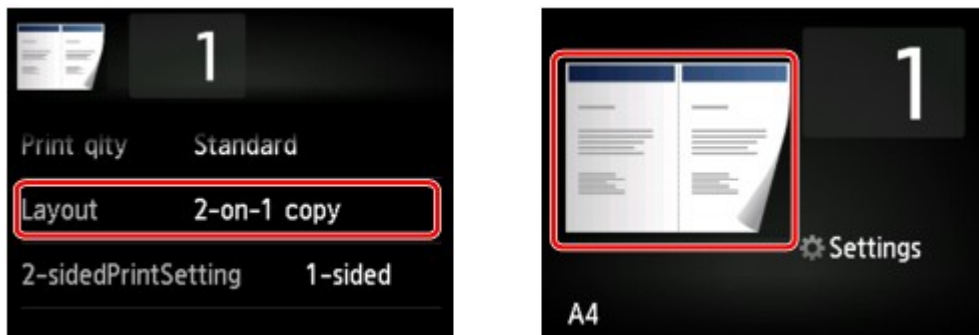 1
Print qlty Standard
Layout 2-on-1 copy
2-sidedPrintSetting 1-sided
1
Settings
A4